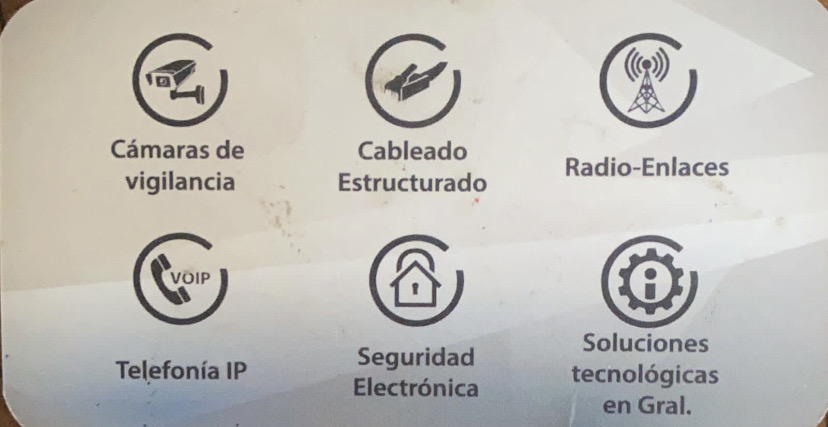 Cámaras de
vigilancia
Cableado
Estructurado
Radio-Enlaces
VOIP
Telefonía IP
Seguridad
Electrónica
Soluciones
tecnológicas
en Gral.